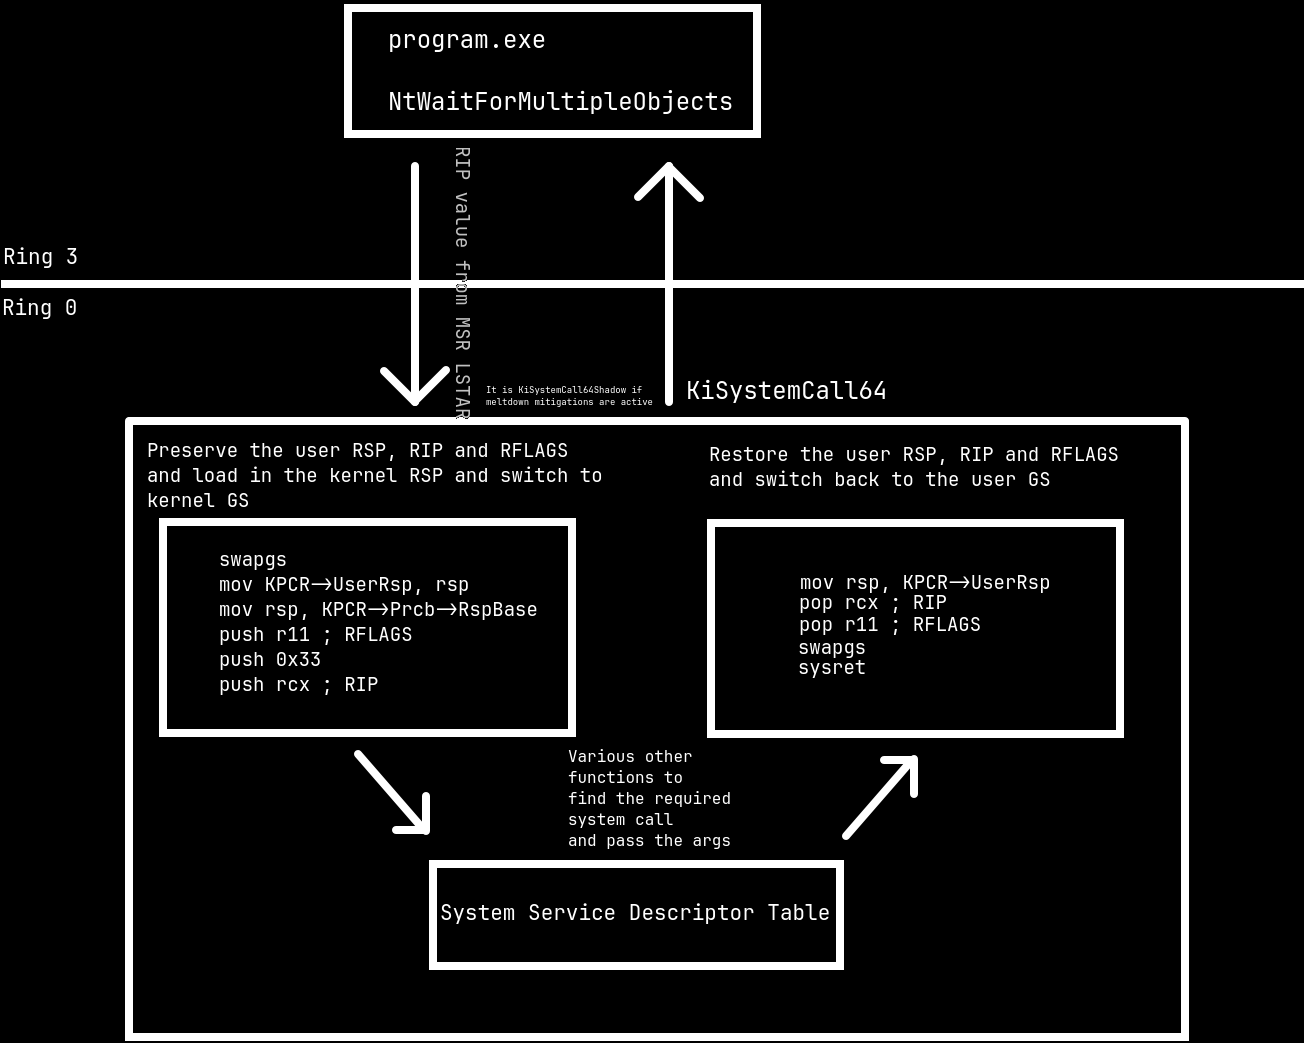 program.exe
NtWaitForMultipleObjects
RIP value from MSR LSTAR
Ring 3
Ring 0
It is KiSystemCall64Shadow if
meltdown mitigations are active
KiSystemCall64
Preserve the user RSP, RIP and RFLAGS
and load in the kernel RSP and switch to
kernel GS
swapgs
mov KPCR->UserRsp, rsp
mov rsp, KPCR->Prcb->RspBase
push r11 ; RFLAGS
push 0x33
push rcx ; RIP
Restore the user RSP, RIP and RFLAGS
and switch back to the user GS
mov rsp, KPCR->UserRsp
pop rcx ; RIP
pop r11 ; RFLAGS
swapgs
sysret
Various other
functions to
find the required
system call
and pass the args
System Service Descriptor Table